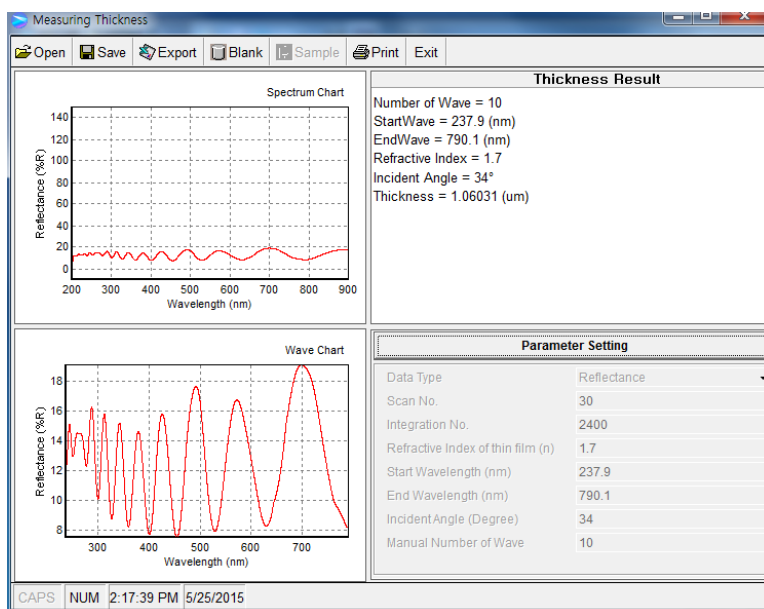 Measuring Thickness
Open Save Export Blank Sample Print Exit
Spectrum Chart
Reflectance (%R)
140
120
100
80
60
40
20
0
200 300 400 500 600 700 800 900
Wavelength (nm)
Thickness Result
Number of Wave = 10
StartWave = 237.9 (nm)
EndWave = 790.1 (nm)
Refractive Index = 1.7
Incident Angle = 34°
Thickness = 1.06031 (um)
Wave Chart
Reflectance (%R)
18
16
14
12
10
8
300 400 500 600 700
Wavelength (nm)
Parameter Setting
Data Type Reflectance
Scan No. 30
Integration No. 2400
Refractive Index of thin film (n) 1.7
Start Wavelength (nm) 237.9
End Wavelength (nm) 790.1
Incident Angle (Degree) 34
Manual Number of Wave 10
CAPS NUM 2:17:39 PM 5/25/2015